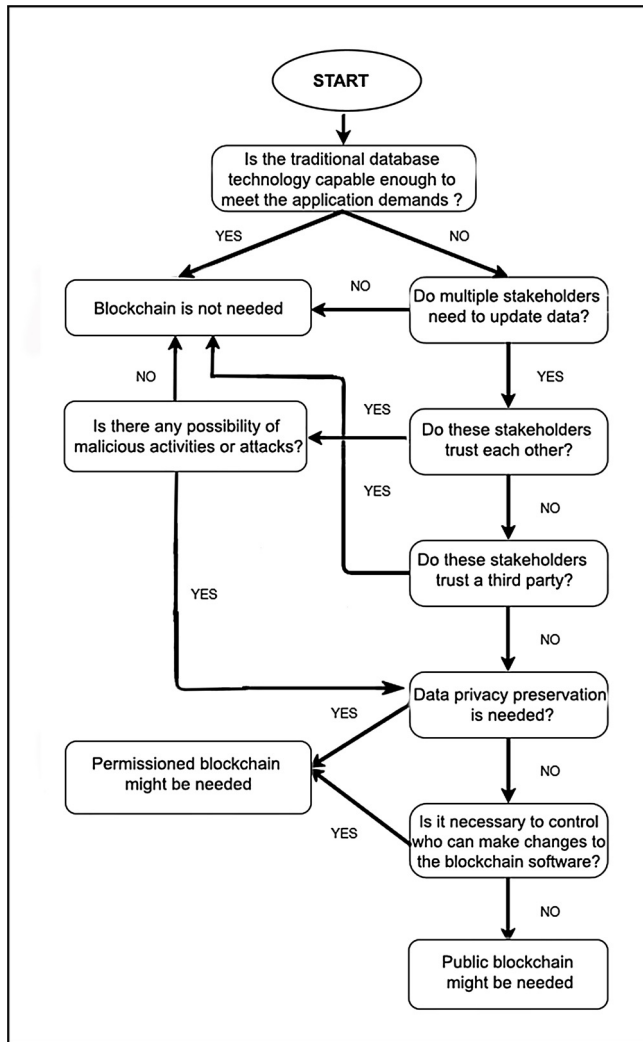 START
Is the traditional database
technology capable enough to
meet the application demands ?
YES
NO
Blockchain is not needed
NO
Do multiple stakeholders
need to update data?
NO
YES
Is there any possibility of
malicious activities or attacks?
YES
Do these stakeholders
trust each other?
YES
NO
Do these stakeholders
trust a third party?
YES
NO
Data privacy preservation
is needed?
YES
NO
Permissioned blockchain
might be needed
Is it necessary to control
who can make changes to
the blockchain software?
YES
NO
Public blockchain
might be needed